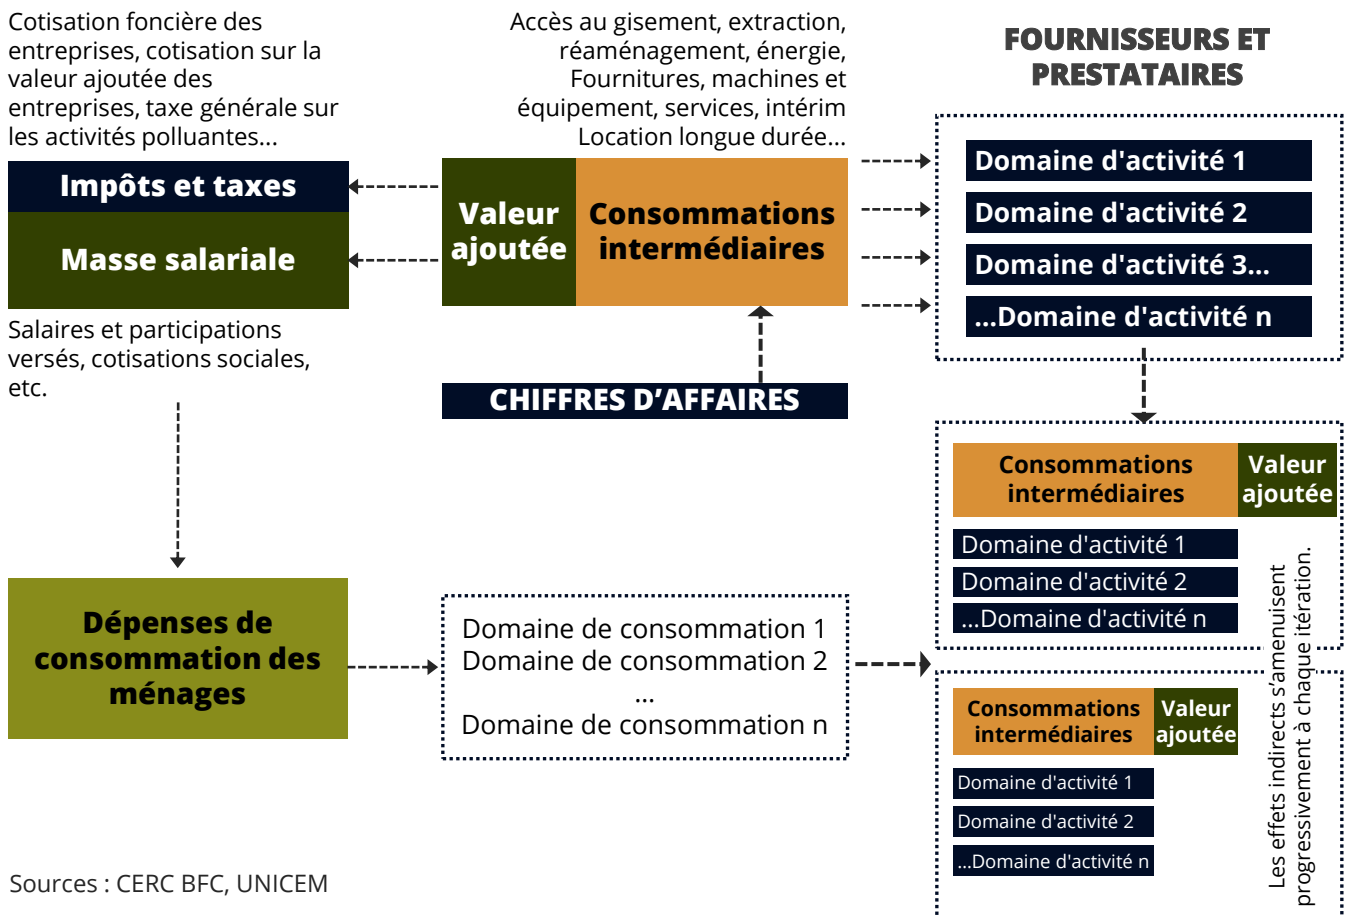 Cotisation foncière des
entreprises, cotisation sur la
valeur ajoutée des
entreprises, taxe générale sur
les activités polluantes...
Impôts et taxes
Masse salariale
Salaires et participations
versés, cotisations sociales,
etc.
Accès au gisement, extraction,
réaménagement, énergie,
Fournitures, machines et
équipement, services, intérim
Location longue durée...
Valeur
ajoutée
Consommations
intermédiaires
CHIFFRES D’AFFAIRES
FOURNISSEURS ET
PRESTATAIRES
Domaine d'activité 1
Domaine d'activité 2
Domaine d'activité 3...
...Domaine d'activité n
Consommations
intermédiaires
Valeur
ajoutée
Domaine d'activité 1
Domaine d'activité 2
...Domaine d'activité n
Dépenses de
consommation des
ménages
Domaine de consommation 1
Domaine de consommation 2
...
Domaine de consommation n
Consommations
intermédiaires
Valeur
ajoutée
Domaine d'activité 1
Domaine d'activité 2
...Domaine d'activité n
Les effets indirects s’amenuisent
progressivement à chaque itération.
Sources : CERC BFC, UNICEM